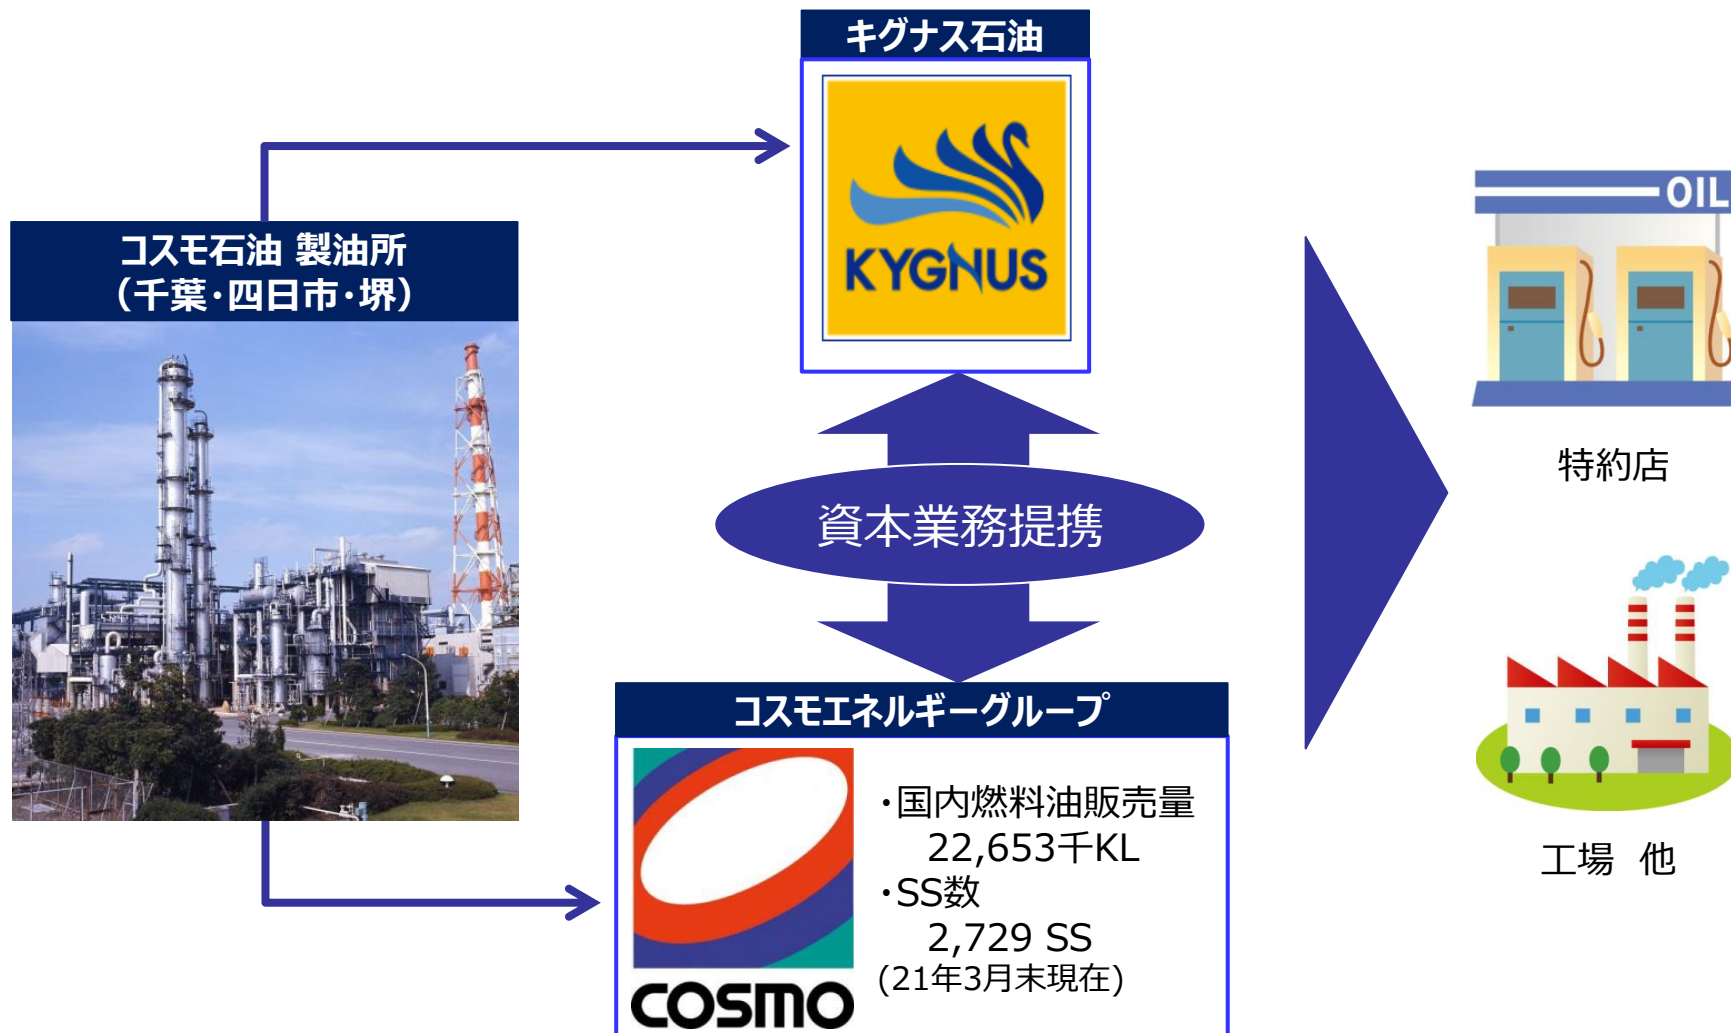 キグナス石油
KYGNUS
コスモ石油 製油所
（千葉・四日市・堺）
資本業務提携
コスモエネルギーグループ
COSMO
・国内燃料油販売量
22,653千KL
・SS数
2,729 SS
(21年3月末現在)
OIL
特約店
工場 他